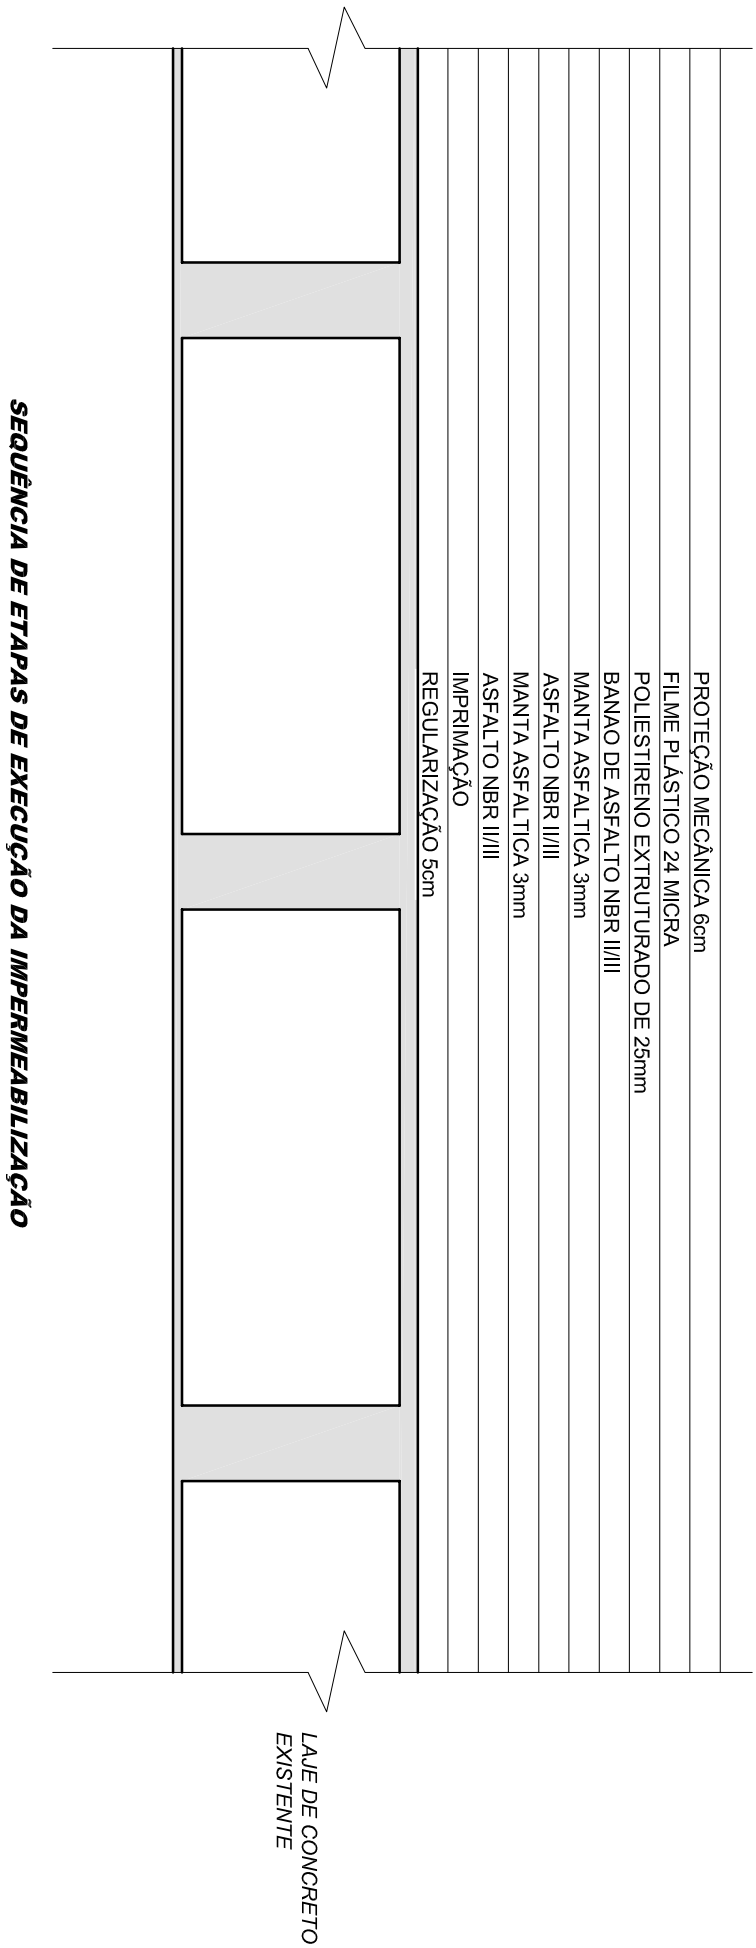 PROTEÇÃO MECÂNICA 6cm
FILME PLÁSTICO 24 MICRA
POLIESTIRENO EXTRUTURADO DE 25mm
BANAO DE ASFALTO NBR II/III
MANTA ASFALTICA 3mm
ASFALTO NBR II/III
MANTA ASFALTICA 3mm
ASFALTO NBR II/III
IMPRIMAÇÃO
REGULARIZAÇÃO 5cm
LAJE DE CONCRETO
EXISTENTE
SEQUÊNCIA DE ETAPAS DE EXECUÇÃO DA IMPERMEABILIZAÇÃO